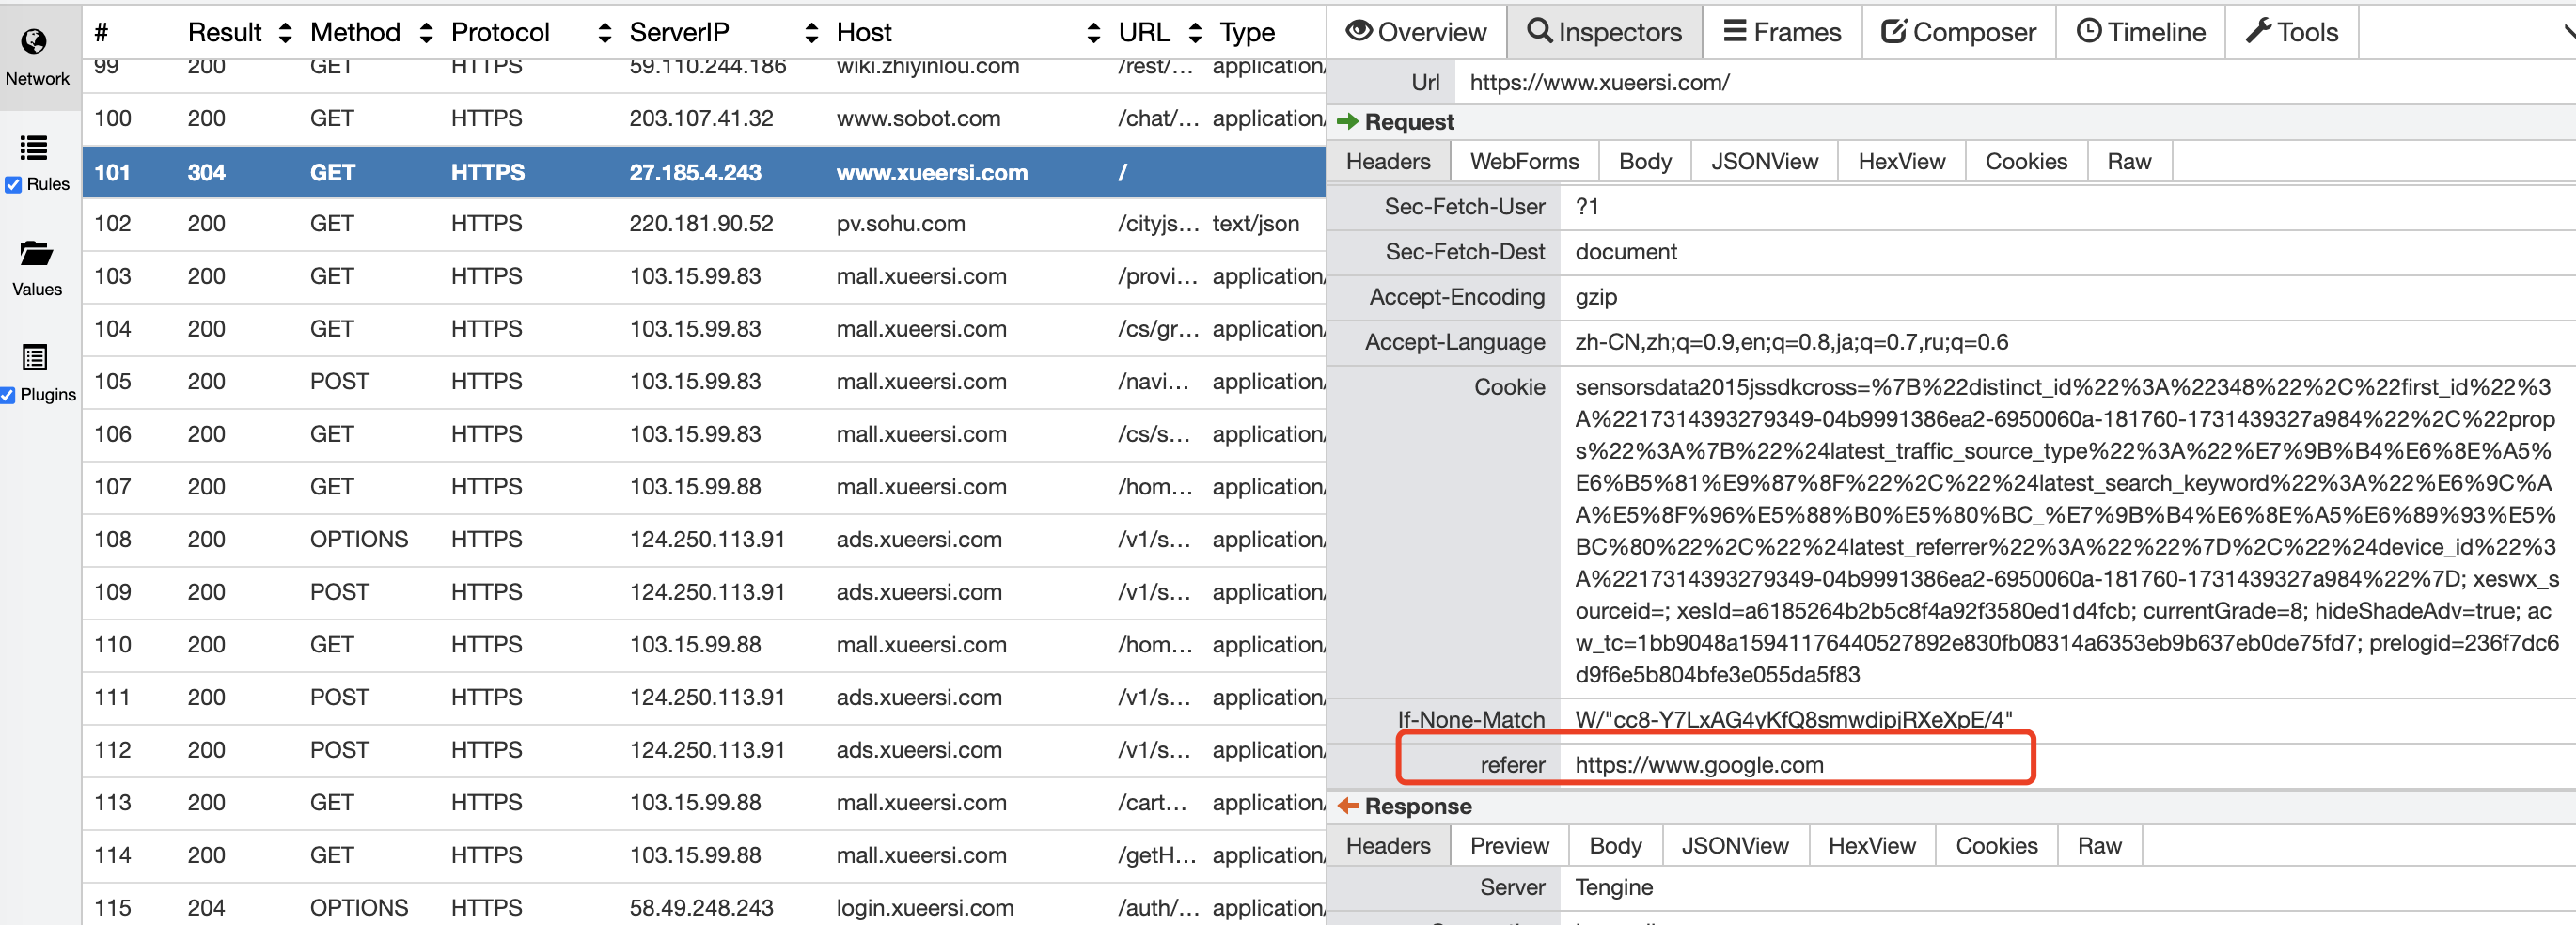 Network
Rules
Values
Plugins
# Result Method Protocol ServerIP Host URL Type
99 200 GET HTTPS 59.110.244.186 wiki.zhiyinlou.com /rest/... application/
100 200 GET HTTPS 203.107.41.32 www.sobot.com /chat/... application/
101 304 GET HTTPS 27.185.4.243 www.xueersi.com /
102 200 GET HTTPS 220.181.90.52 pv.sohu.com /cityjs... text/json
103 200 GET HTTPS 103.15.99.83 mall.xueersi.com /provi... application/
104 200 GET HTTPS 103.15.99.83 mall.xueersi.com /cs/gr... application/
105 200 POST HTTPS 103.15.99.83 mall.xueersi.com /navi... application/
106 200 GET HTTPS 103.15.99.83 mall.xueersi.com /cs/s... application/
107 200 GET HTTPS 103.15.99.88 mall.xueersi.com /hom... application/
108 200 OPTIONS HTTPS 124.250.113.91 ads.xueersi.com /v1/s... application/
109 200 POST HTTPS 124.250.113.91 ads.xueersi.com /v1/s... application/
110 200 GET HTTPS 103.15.99.88 mall.xueersi.com /hom... application/
111 200 POST HTTPS 124.250.113.91 ads.xueersi.com /v1/s... application/
112 200 POST HTTPS 124.250.113.91 ads.xueersi.com /v1/s... application/
113 200 GET HTTPS 103.15.99.88 mall.xueersi.com /cart... application/
114 200 GET HTTPS 103.15.99.88 mall.xueersi.com /getH... application/
115 204 OPTIONS HTTPS 58.49.248.243 login.xueersi.com /auth/... application/
Overview Inspectors Frames Composer Timeline Tools
Url https://www.xueersi.com/
Request
Headers WebForms Body JSONView HexView Cookies Raw
Sec-Fetch-User ?1
Sec-Fetch-Dest document
Accept-Encoding gzip
Accept-Language zh-CN,zh;q=0.9,en;q=0.8,ja;q=0.7,ru;q=0.6
Cookie sensorsdata2015jssdkcross=%7B%22distinct_id%22%3A%22348%22%2C%22first_id%22%3
A%2217314393279349-04b9991386ea2-6950060a-181760-1731439327a984%22%2C%22prop
s%22%3A%7B%22%24latest_traffic_source_type%22%3A%22%E7%9B%B4%E6%8E%A5%
E6%B5%81%E9%87%8F%22%2C%22%24latest_search_keyword%22%3A%22%E6%9C%A
A%E5%8F%96%E5%88%B0%E5%80%BC_%E7%9B%B4%E6%8E%A5%E6%89%93%E5%
BC%80%22%2C%22%24latest_referrer%22%3A%22%22%7D%2C%22%24device_id%22%3
A%2217314393279349-04b9991386ea2-6950060a-181760-1731439327a984%22%7D; xeswx_s
ourceid=; xesId=a6185264b2b5c8f4a92f3580ed1d4fcb; currentGrade=8; hideShadeAdv=true; ac
w_tc=1bb9048a15941176440527892e830fb08314a6353eb9b637eb0de75fd7; prelogid=236f7dc6
d9f6e5b804bfe3e055da5f83
If-None-Match W/"cc8-Y7LxAG4yKfQ8smwdipjRXeXpE/4"
referer https://www.google.com
Response
Headers Preview Body JSONView HexView Cookies Raw
Server Tengine